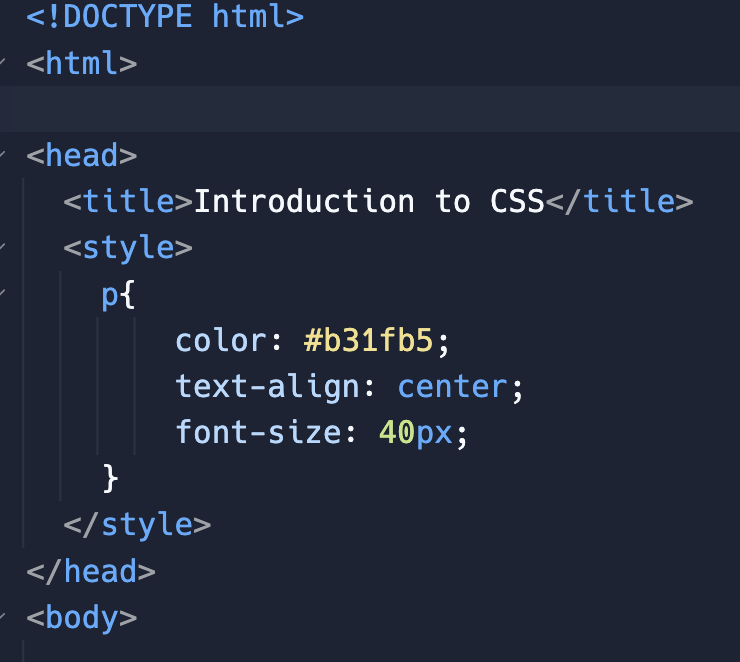 <!DOCTYPE html>
<html>
<head>
<title>Introduction to CSS</title>
<style>
p{
color: #b31fb5;
text-align: center;
font-size: 40px;
}
</style>
</head>
<body>